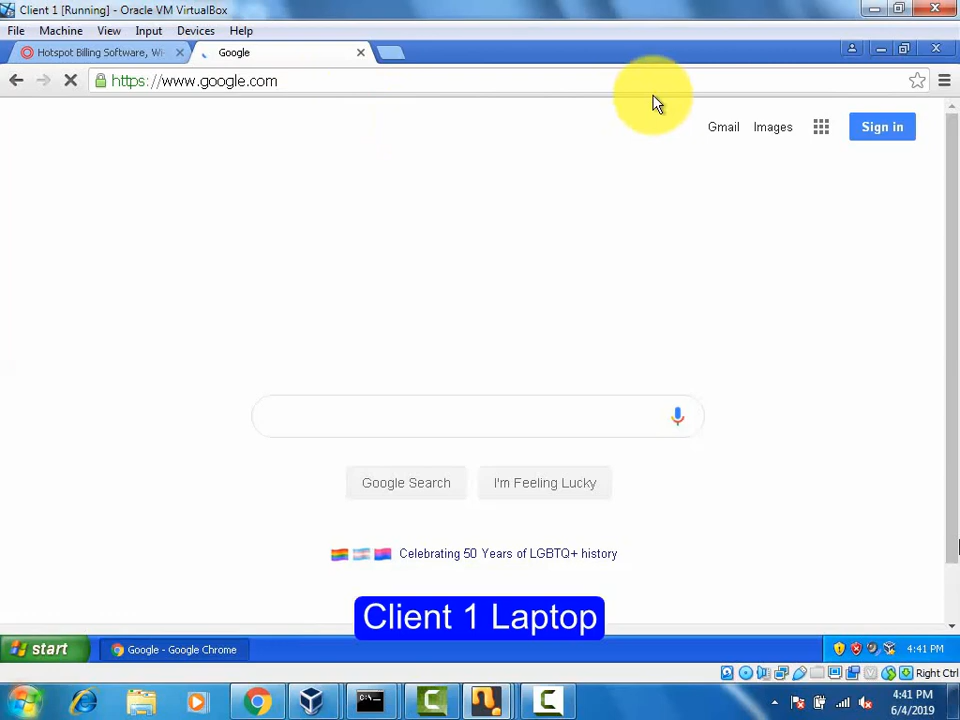 Client 1 [Running] - Oracle VM VirtualBox
File Machine View Input Devices Help
Hotspot Billing Software, Wi-
Google
https://www.google.com
Gmail Images Sign in
Google Search I'm Feeling Lucky
Celebrating 50 Years of LGBTQ+ history
Client 1 Laptop
start Google - Google Chrome 4:41 PM
Right Ctrl
4:41 PM
6/4/2019